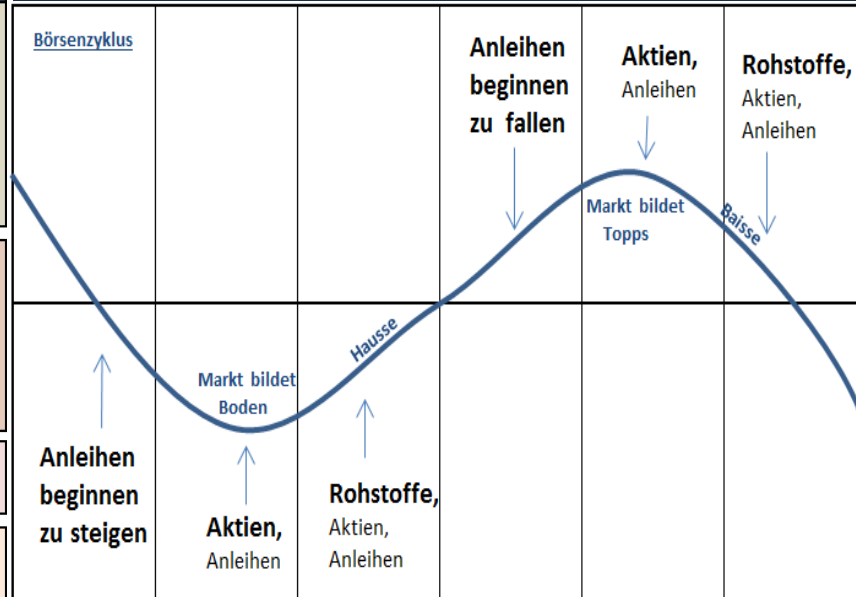 Börsenzyklus
Anleihen
beginnen
zu fallen
Aktien,
Anleihen
Rohstoffe,
Aktien,
Anleihen
Markt bildet
Topps
Baisse
Hausse
Markt bildet
Boden
Anleihen
beginnen
zu steigen
Aktien,
Anleihen
Rohstoffe,
Aktien,
Anleihen